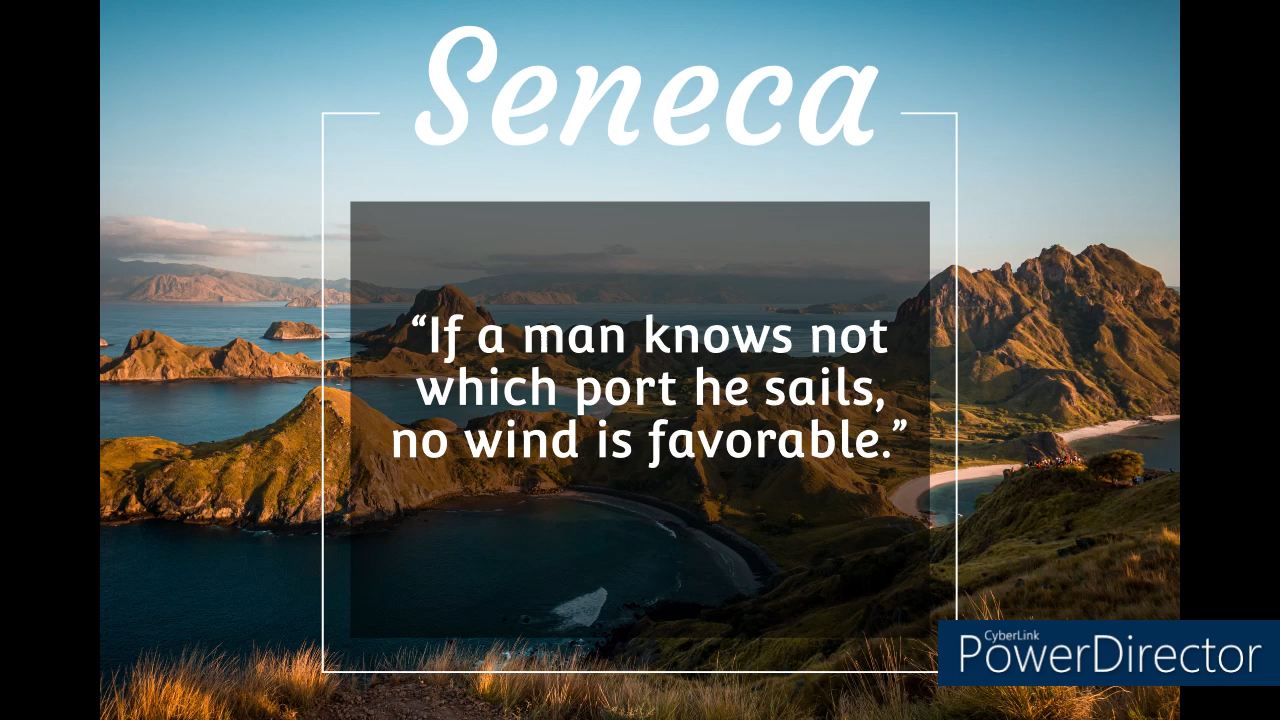 Seneca
“If a man knows not
which port he sails,
no wind is favorable.”
CyberLink
PowerDirector